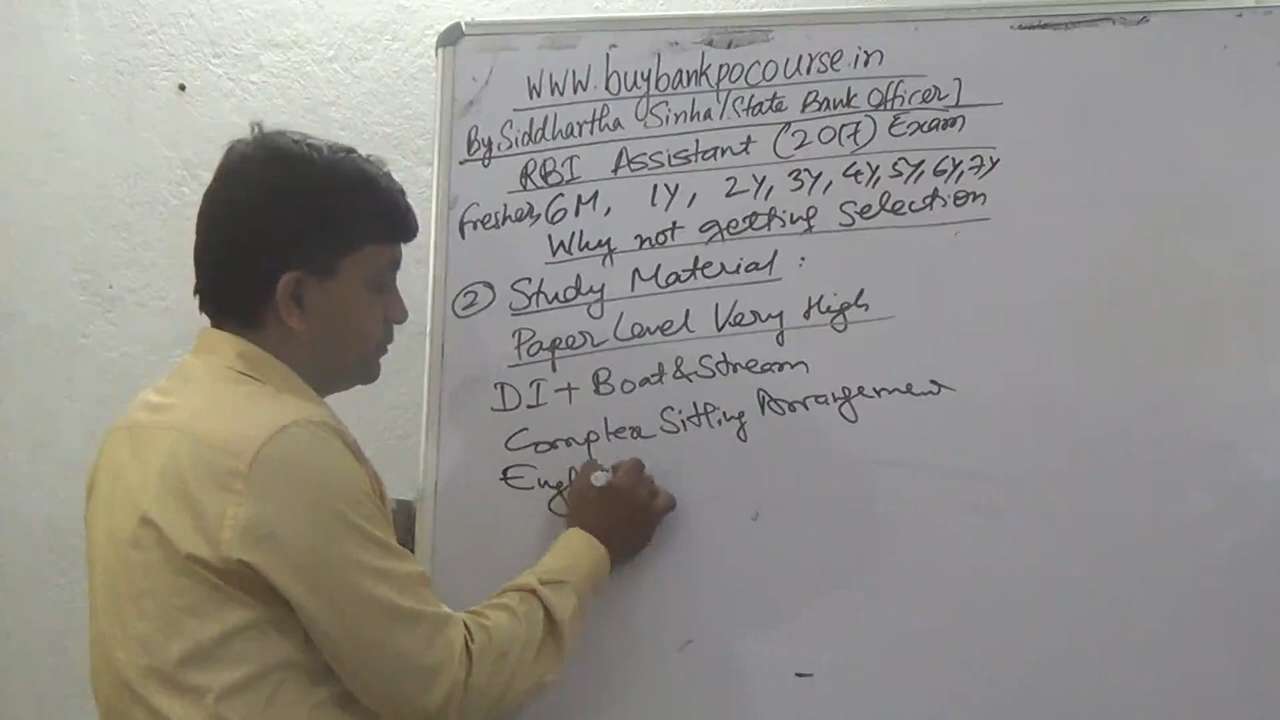 www.buybankpocourse.in
By Siddhartha Sinha (State Bank Officer)
RBI Assistant (2017) Exam
Fresher, 6M, 1Y, 2Y, 3Y, 4Y, 5Y, 6Y, 7Y
Why not getting Selection
② Study Material :
Paper Level Very High
DI + Boat & Stream
Complex Sitting Arrangement
Engl